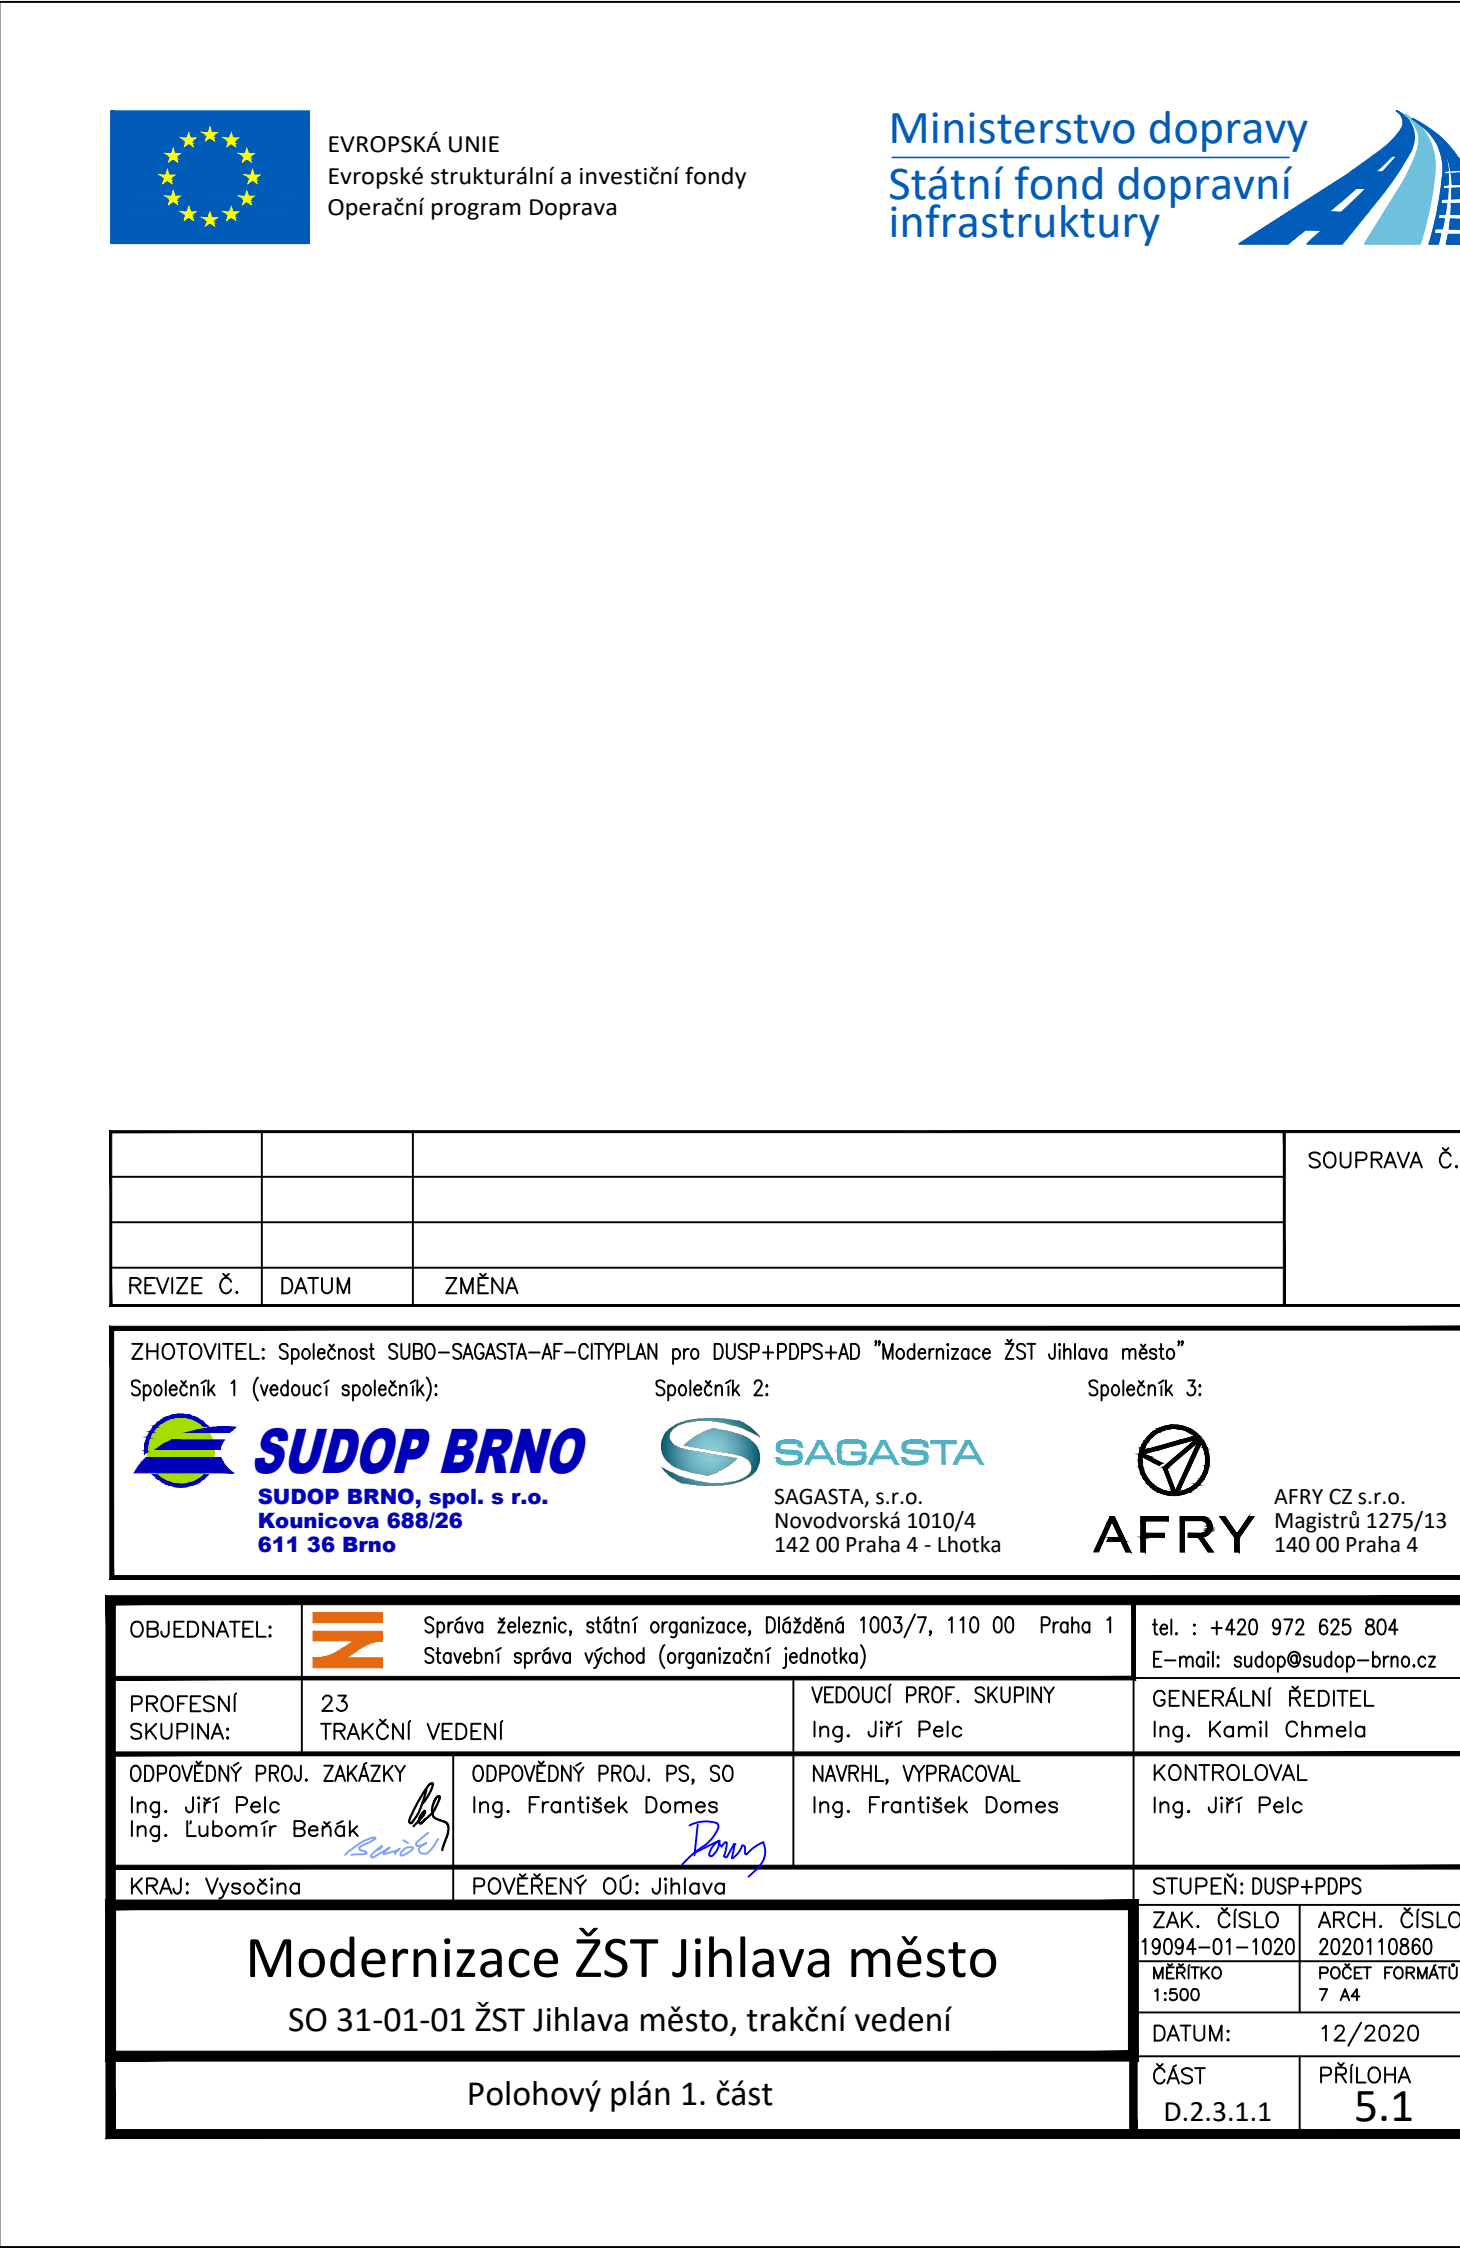 EVROPSKÁ UNIE
Evropské strukturální a investiční fondy
Operační program Doprava
Ministerstvo dopravy
Státní fond dopravní
infrastruktury
SOUPRAVA Č.
REVIZE Č. DATUM ZMĚNA
ZHOTOVITEL: Společnost SUBO-SAGASTA-AF-CITYPLAN pro DUSP+PDPS+AD "Modernizace ŽST Jihlava město"
Společník 1 (vedoucí společník): Společník 2: Společník 3:
SUDOP BRNO
SUDOP BRNO, spol. s r.o.
Kounicova 688/26
611 36 Brno
SAGASTA
SAGASTA, s.r.o.
Novodvorská 1010/4
142 00 Praha 4 - Lhotka
AFRY
AFRY CZ s.r.o.
Magistrů 1275/13
140 00 Praha 4
OBJEDNATEL:
Správa železnic, státní organizace, Dlážděná 1003/7, 110 00 Praha 1
Stavební správa východ (organizační jednotka)
tel. : +420 972 625 804
E-mail: sudop@sudop-brno.cz
PROFESNÍ
SKUPINA:
23
TRAKČNÍ VEDENÍ
VEDOUCÍ PROF. SKUPINY
Ing. Jiří Pelc
GENERÁLNÍ ŘEDITEL
Ing. Kamil Chmela
ODPOVĚDNÝ PROJ. ZAKÁZKY
Ing. Jiří Pelc
Ing. Ľubomír Beňák
ODPOVĚDNÝ PROJ. PS, SO
Ing. František Domes
NAVRHL, VYPRACOVAL
Ing. František Domes
KONTROLOVAL
Ing. Jiří Pelc
KRAJ: Vysočina
POVĚŘENÝ OÚ: Jihlava
STUPEŇ: DUSP+PDPS
Modernizace ŽST Jihlava město
SO 31-01-01 ŽST Jihlava město, trakční vedení
Polohový plán 1. část
ZAK. ČÍSLO
19094-01-1020
ARCH. ČÍSLO
2020110860
MĚŘÍTKO
1:500
POČET FORMÁTŮ
7 A4
DATUM: 12/2020
ČÁST
D.2.3.1.1
PŘÍLOHA
5.1